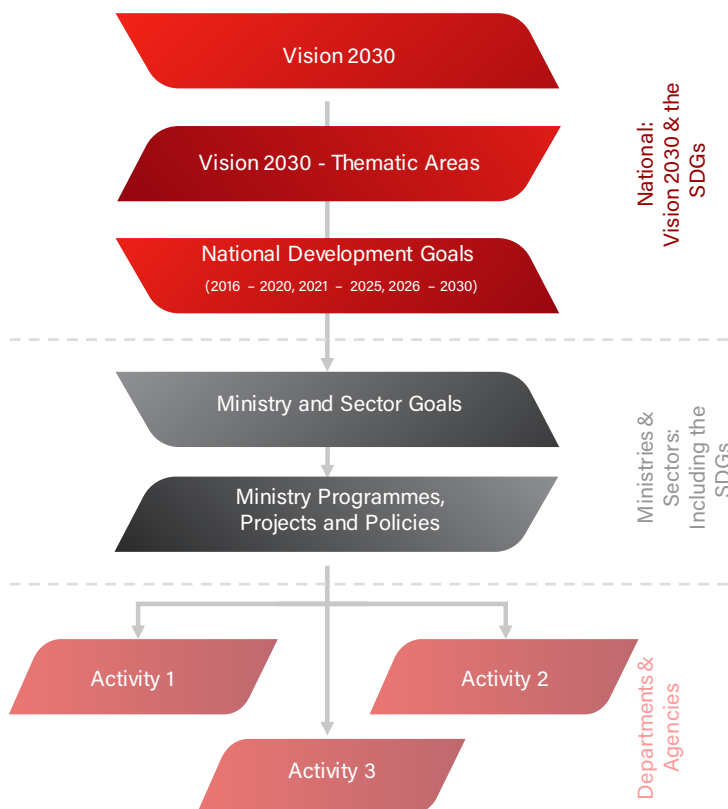 Vision 2030
National:
Vision 2030 & the
SDGs
Vision 2030 - Thematic Areas
National Development Goals
(2016 – 2020, 2021 – 2025, 2026 – 2030)
Ministry and Sector Goals
Ministries &
Sectors:
Including the
SDGs
Ministry Programmes,
Projects and Policies
Activity 1
Activity 2
Departments &
Agencies
Activity 3